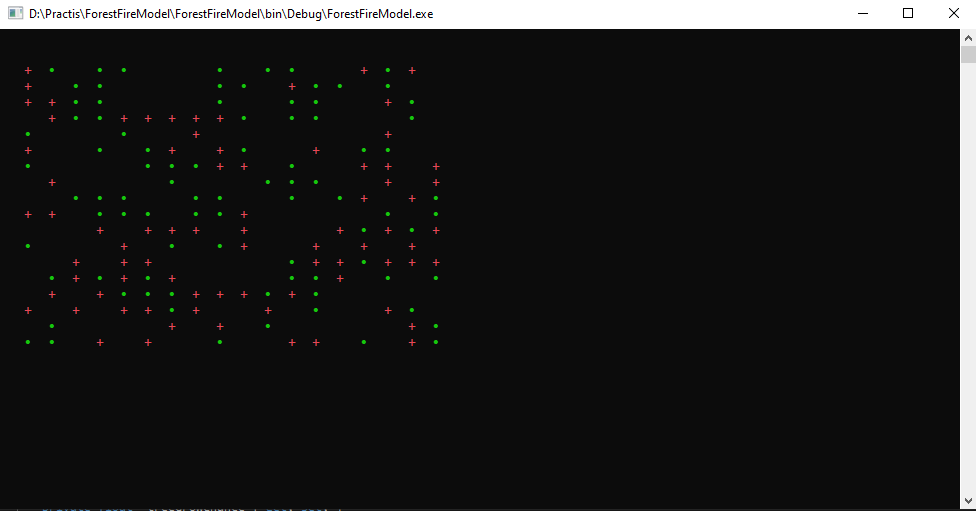 D:\Practis\ForestFireModel\ForestFireModel\bin\Debug\ForestFireModel.exe
+ • • • • • • + • +
+ • • • • + • • •
+ + • • • • • + •
+ • • + + + + + • • • •
• • + +
+ • • + + • + • •
• • • • + + • + + +
+ • • • • + +
• • • • • • • + + •
+ + • • • • • + • •
+ + + + + + • + • +
• + • • + + + +
+ + + • + + • + + +
• + • + • + • • + • •
+ + • • • + + + • + •
+ + + + • + + • + •
• + + • + •
• • + + • + + • + •